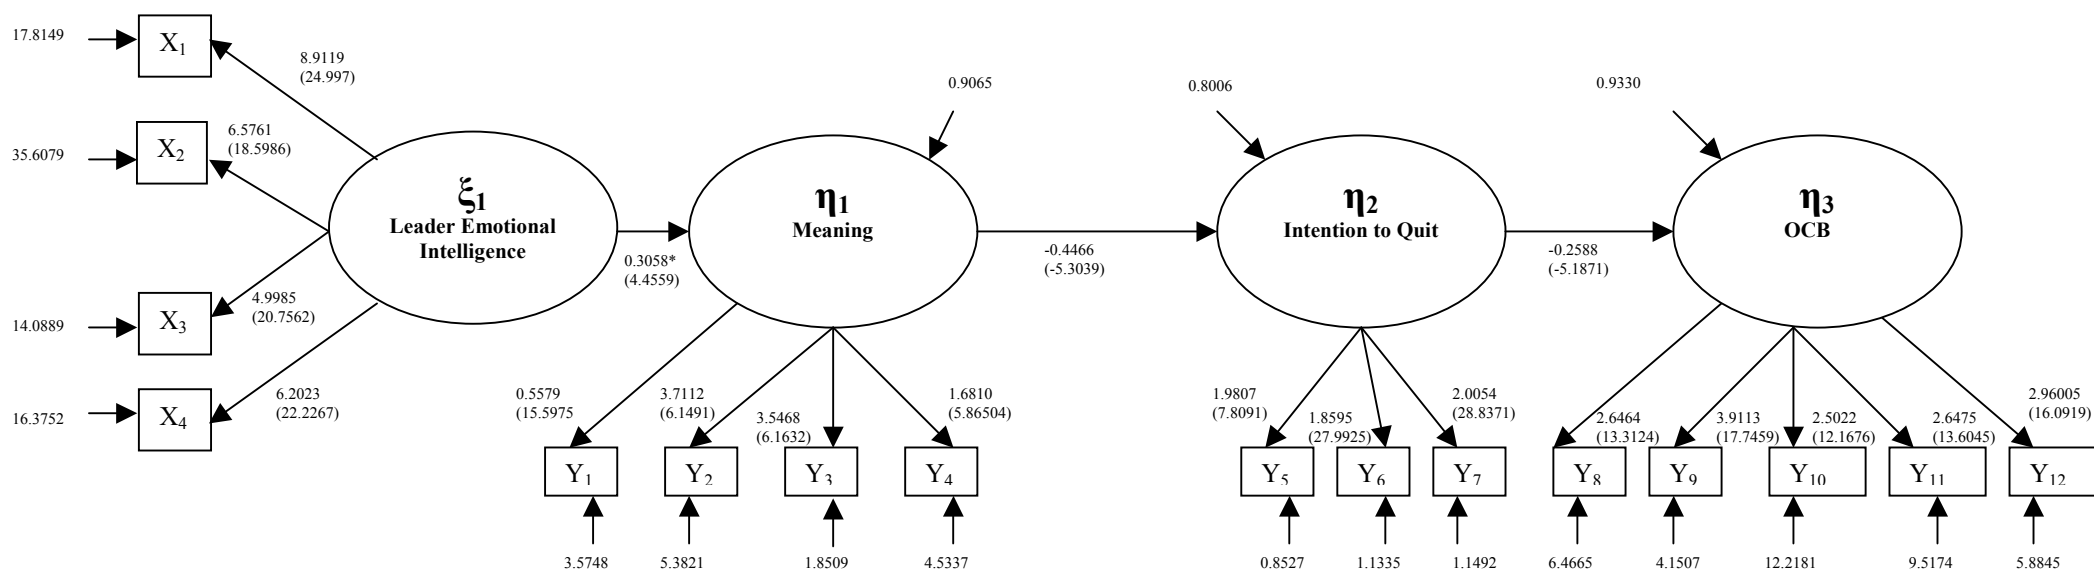 17.8149
X1
8.9119
(24.997)
35.6079
X2
6.5761
(18.5986)
ξ1
Leader Emotional
Intelligence
14.0889
X3
4.9985
(20.7562)
16.3752
X4
6.2023
(22.2267)
0.3058*
(4.4559)
0.9065
η1
Meaning
-0.4466
(-5.3039)
0.8006
η2
Intention to Quit
-0.2588
(-5.1871)
0.9330
η3
OCB
0.5579
(15.5975
3.7112
(6.1491)
3.5468
(6.1632)
1.6810
(5.86504)
1.9807
(7.8091)
1.8595
(27.9925)
2.0054
(28.8371)
2.6464
(13.3124)
3.9113
(17.7459)
2.5022
(12.1676)
2.6475
(13.6045)
2.96005
(16.0919)
Y1
Y2
Y3
Y4
Y5
Y6
Y7
Y8
Y9
Y10
Y11
Y12
3.5748
5.3821
1.8509
4.5337
0.8527
1.1335
1.1492
6.4665
4.1507
12.2181
9.5174
5.8845